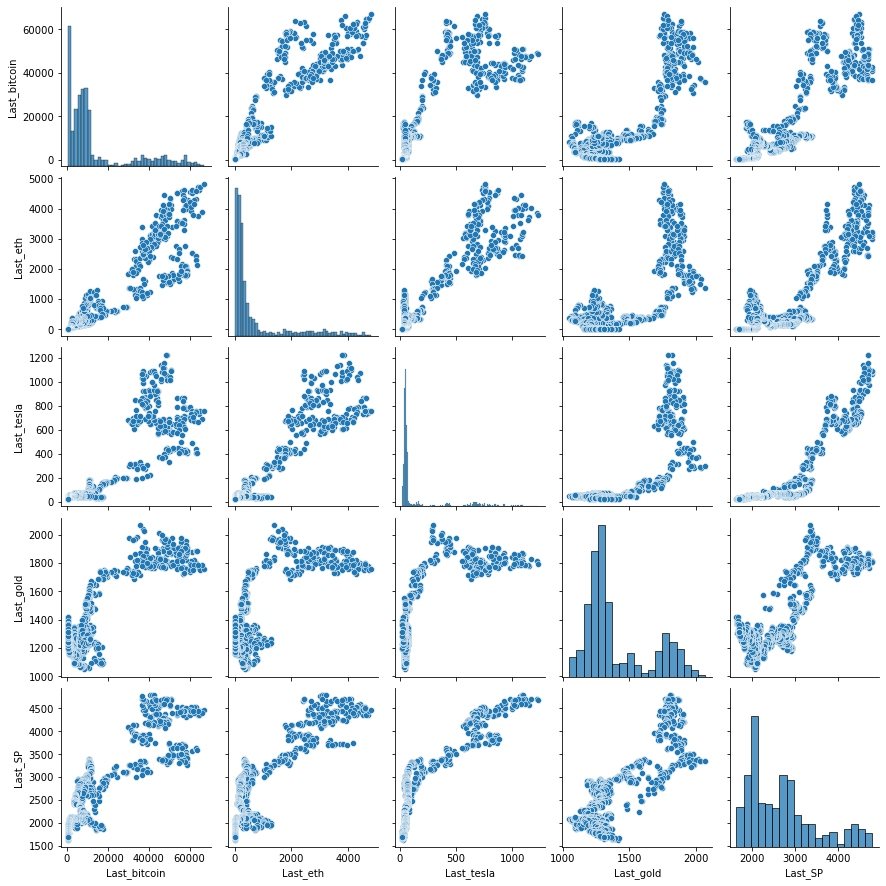 60000
40000
20000
0
Last_bitcoin
5000
4000
3000
2000
1000
0
Last_eth
1200
1000
800
600
400
200
0
Last_tesla
2000
1800
1600
1400
1200
1000
Last_gold
4500
4000
3500
3000
2500
2000
1500
Last_SP
0 20000 40000 60000
Last_bitcoin
0 2000 4000
Last_eth
0 500 1000
Last_tesla
1000 1500 2000
Last_gold
2000 3000 4000
Last_SP